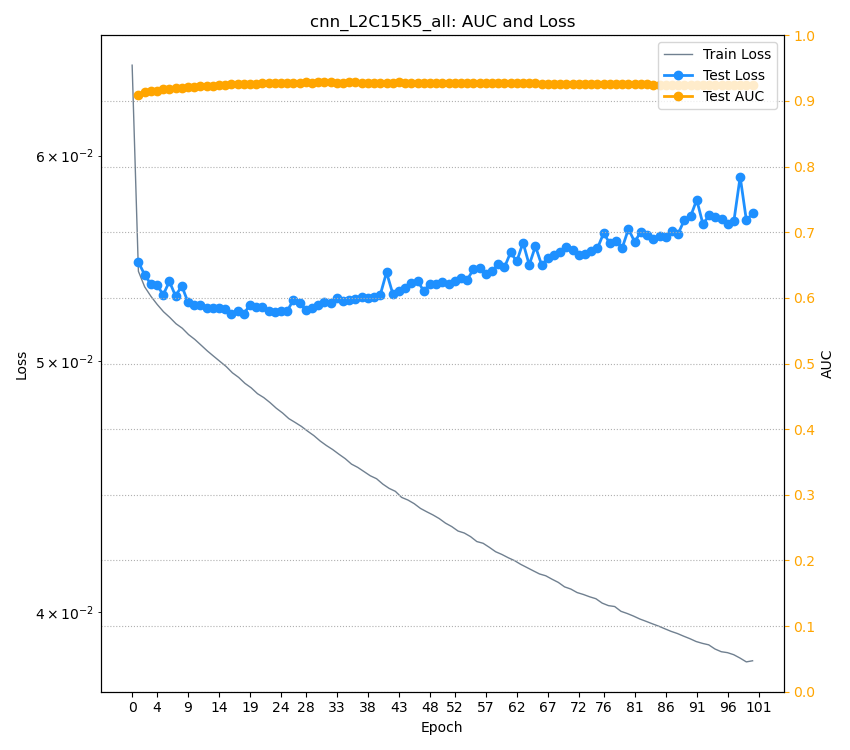 cnn_L2C15K5_all: AUC and Loss
Train Loss
Test Loss
Test AUC
Loss
6 × 10⁻²
5 × 10⁻²
4 × 10⁻²
1.0
0.9
0.8
0.7
0.6
0.5
0.4
0.3
0.2
0.1
0.0
AUC
0 4 9 14 19 24 28 33 38 43 48 52 57 62 67 72 76 81 86 91 96 101
Epoch